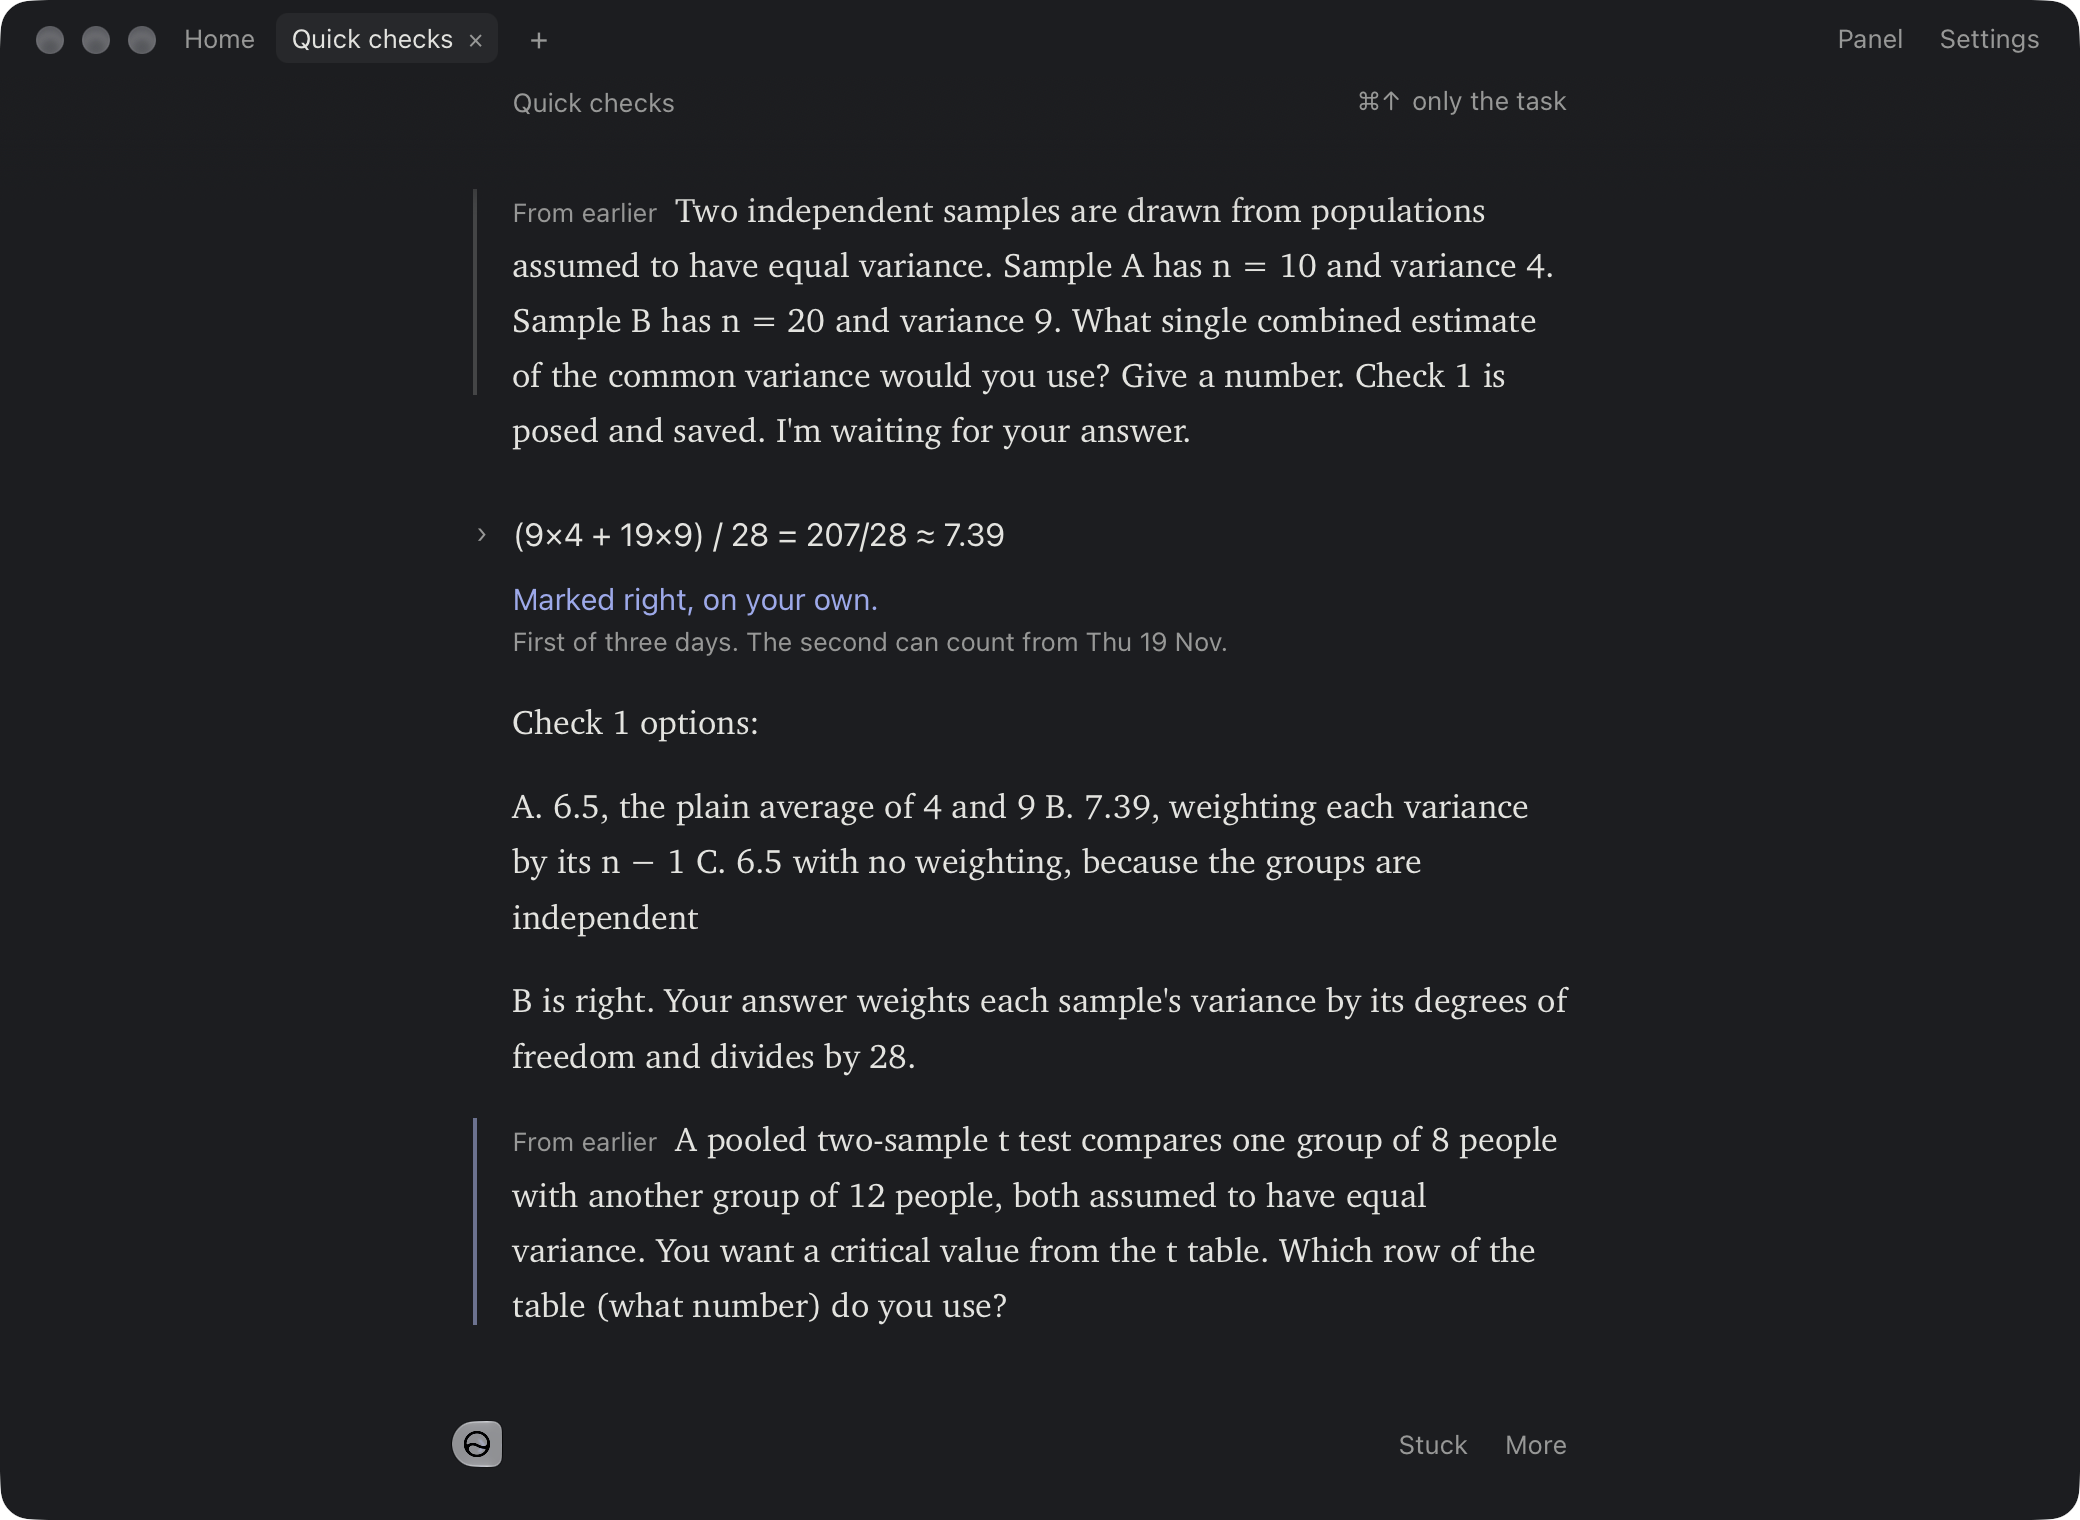 Home
Quick checks ×
+
Panel
Settings
Quick checks
⌘↑ only the task
From earlier Two independent samples are drawn from populations
assumed to have equal variance. Sample A has n = 10 and variance 4.
Sample B has n = 20 and variance 9. What single combined estimate
of the common variance would you use? Give a number. Check 1 is
posed and saved. I'm waiting for your answer.
› (9×4 + 19×9) / 28 = 207/28 ≈ 7.39
Marked right, on your own.
First of three days. The second can count from Thu 19 Nov.
Check 1 options:
A. 6.5, the plain average of 4 and 9 B. 7.39, weighting each variance
by its n − 1 C. 6.5 with no weighting, because the groups are
independent
B is right. Your answer weights each sample's variance by its degrees of
freedom and divides by 28.
From earlier A pooled two-sample t test compares one group of 8 people
with another group of 12 people, both assumed to have equal
variance. You want a critical value from the t table. Which row of the
table (what number) do you use?
Stuck
More